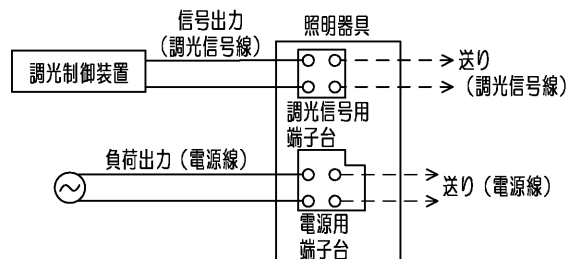 信号出力
（調光信号線）
照明器具
調光制御装置
送り
（調光信号線）
調光信号用
端子台
負荷出力（電源線）
送り（電源線）
電源用
端子台